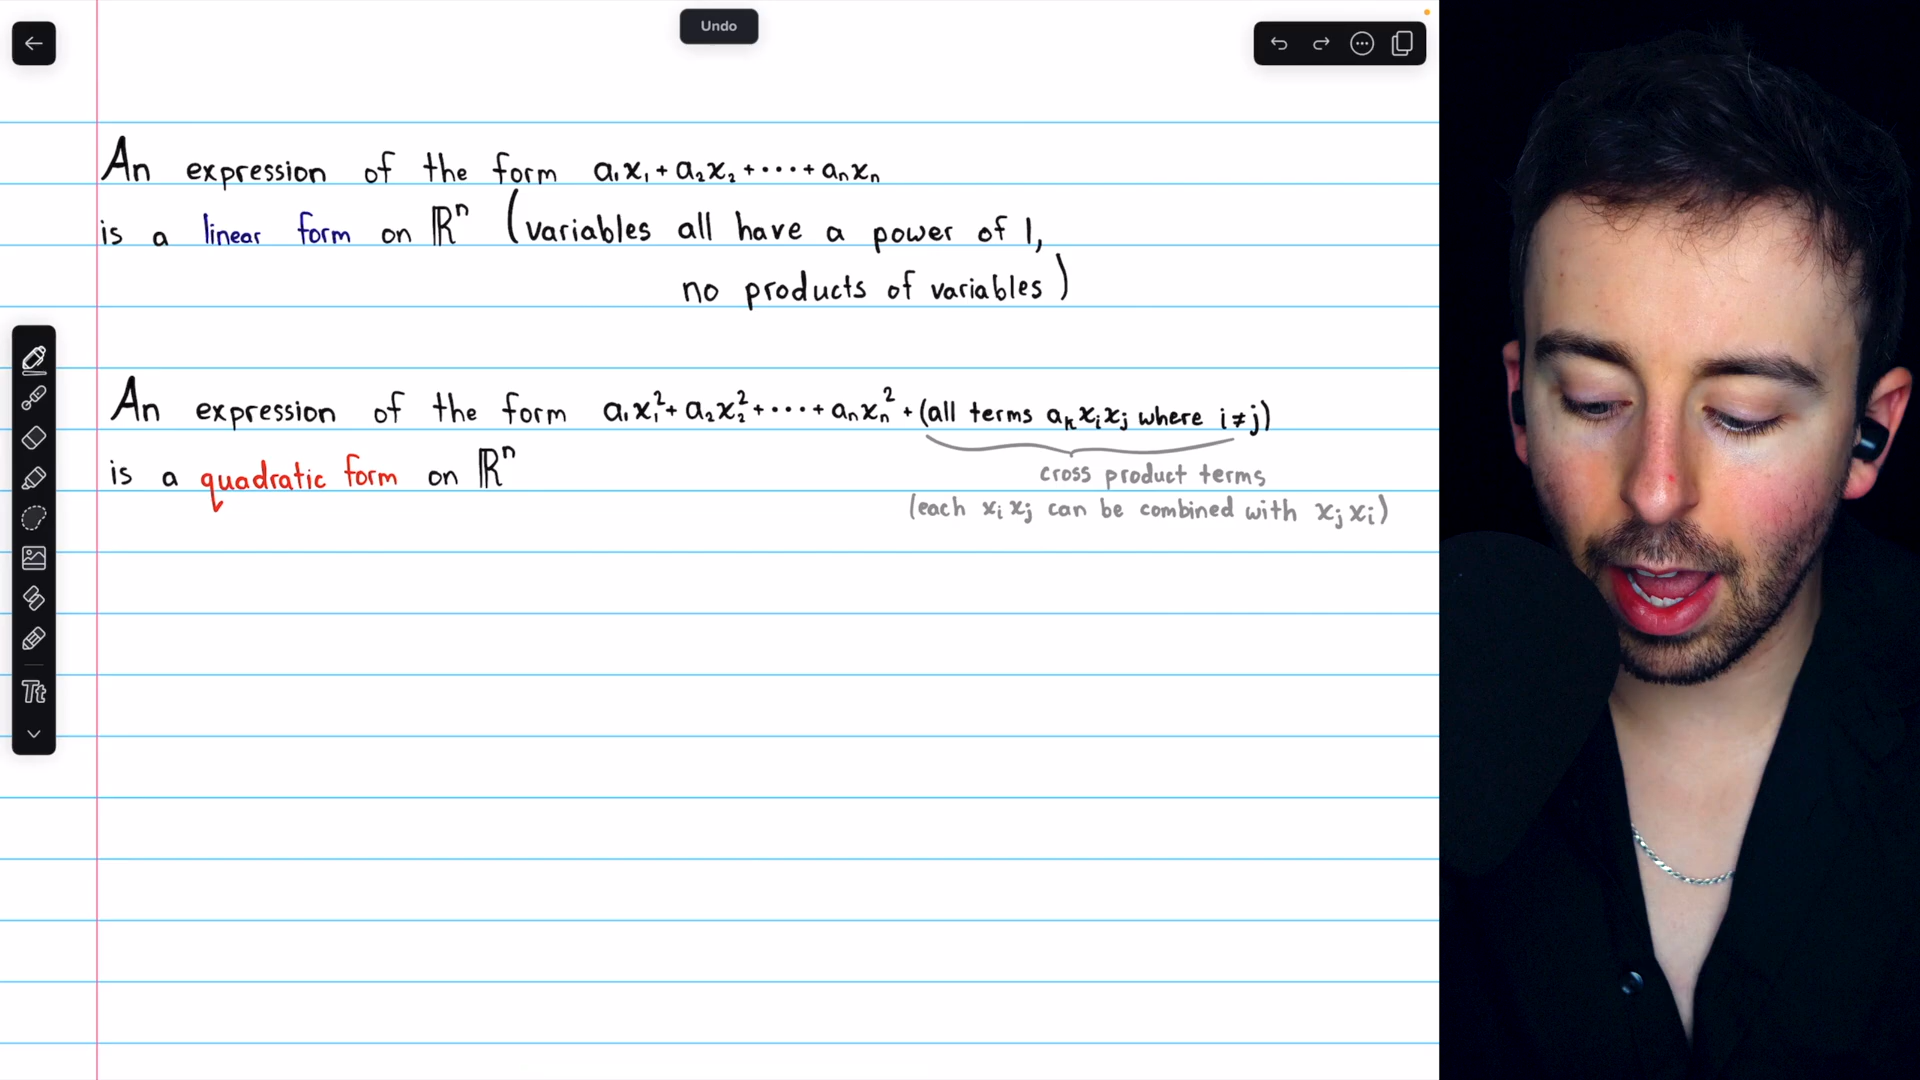 Undo
An expression of the form a₁x₁ + a₂x₂ + ⋯ + aₙxₙ
is a linear form on ℝⁿ (variables all have a power of 1,
no products of variables)
An expression of the form a₁x₁² + a₂x₂² + ⋯ + aₙxₙ² + (all terms aₖxᵢxⱼ where i≠j)
is a quadratic form on ℝⁿ
cross product terms
(each xᵢxⱼ can be combined with xⱼxᵢ)
Tt